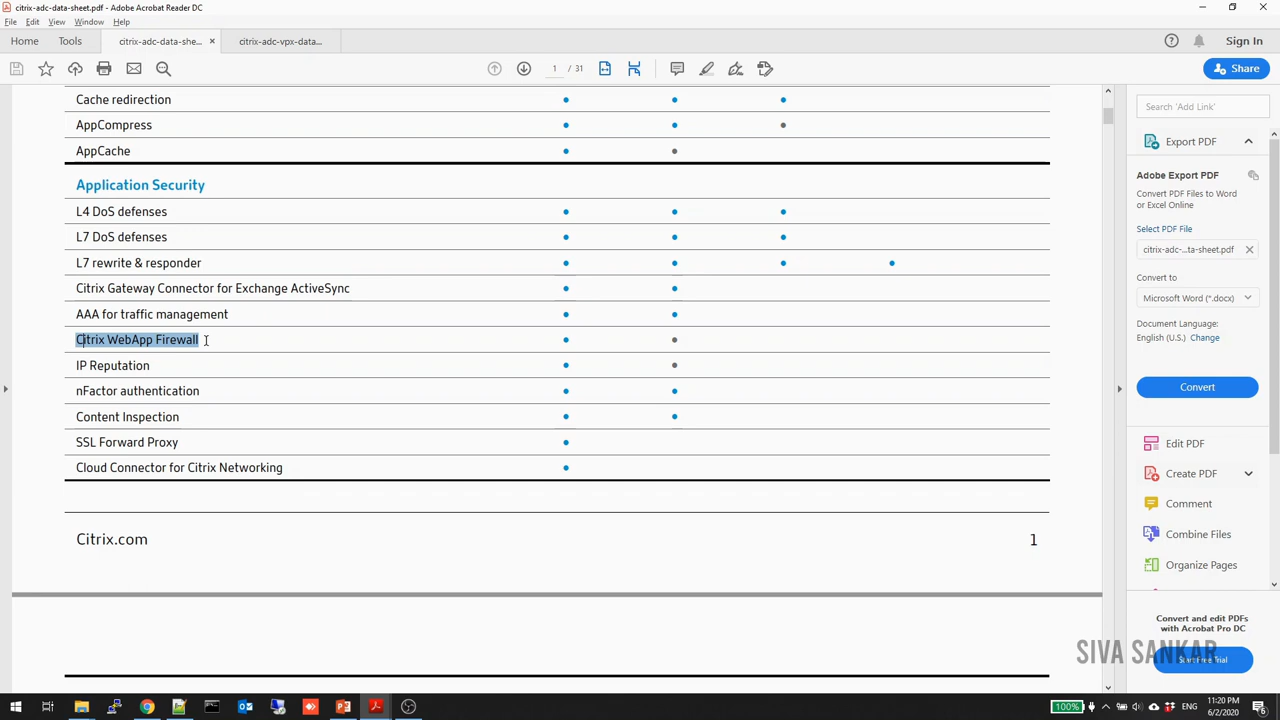 citrix-adc-data-sheet.pdf - Adobe Acrobat Reader DC
File Edit View Window Help
Home Tools citrix-adc-data-she... × citrix-adc-vpx-data... Sign In
1 / 31 Share
Cache redirection
AppCompress
AppCache
Application Security
L4 DoS defenses
L7 DoS defenses
L7 rewrite & responder
Citrix Gateway Connector for Exchange ActiveSync
AAA for traffic management
Citrix WebApp Firewall
IP Reputation
nFactor authentication
Content Inspection
SSL Forward Proxy
Cloud Connector for Citrix Networking
Citrix.com 1
Search 'Add Link'
Export PDF
Adobe Export PDF
Convert PDF Files to Word
or Excel Online
Select PDF File
citrix-adc-...ta-sheet.pdf
Convert to
Microsoft Word (*.docx)
Document Language:
English (U.S.) Change
Convert
Edit PDF
Create PDF
Comment
Combine Files
Organize Pages
Convert and edit PDFs
with Acrobat Pro DC
Start Free Trial
SIVA SANKAR
100% ENG 11:20 PM
6/2/2020 6